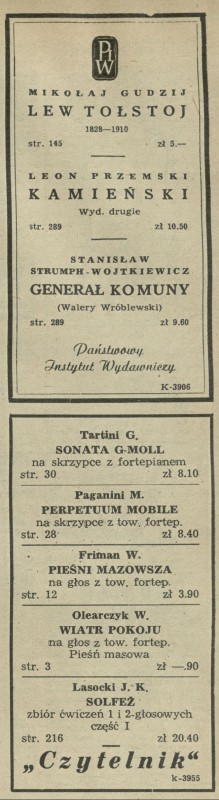 PIW
MIKOŁAJ GUDZIJ
LEW TOŁSTOJ
1828—1910
str. 145 zł 5.—
LEON PRZEMSKI
KAMIEŃSKI
Wyd. drugie
str. 289 zł 10.50
STANISŁAW
STRUMPH-WOJTKIEWICZ
GENERAŁ KOMUNY
(Walery Wróblewski)
str. 289 zł 9.60
Państwowy
Instytut Wydawniczy
K-3906
Tartini G.
SONATA G-MOLL
na skrzypce z fortepianem
str. 30 zł 8.10
Paganini M.
PERPETUUM MOBILE
na skrzypce z tow. fortep.
str. 28 zł 8.40
Friman W.
PIEŚNI MAZOWSZA
na głos z tow. fortep.
str. 12 zł 3.90
Olearczyk W.
WIATR POKOJU
na głos z tow. fortep.
Pieśń masowa
str. 3 zł —.90
Lasocki J. K.
SOLFEŻ
zbiór ćwiczeń 1 i 2-głosowych
część I
str. 216 zł 20.40
„Czytelnik"
k-3955